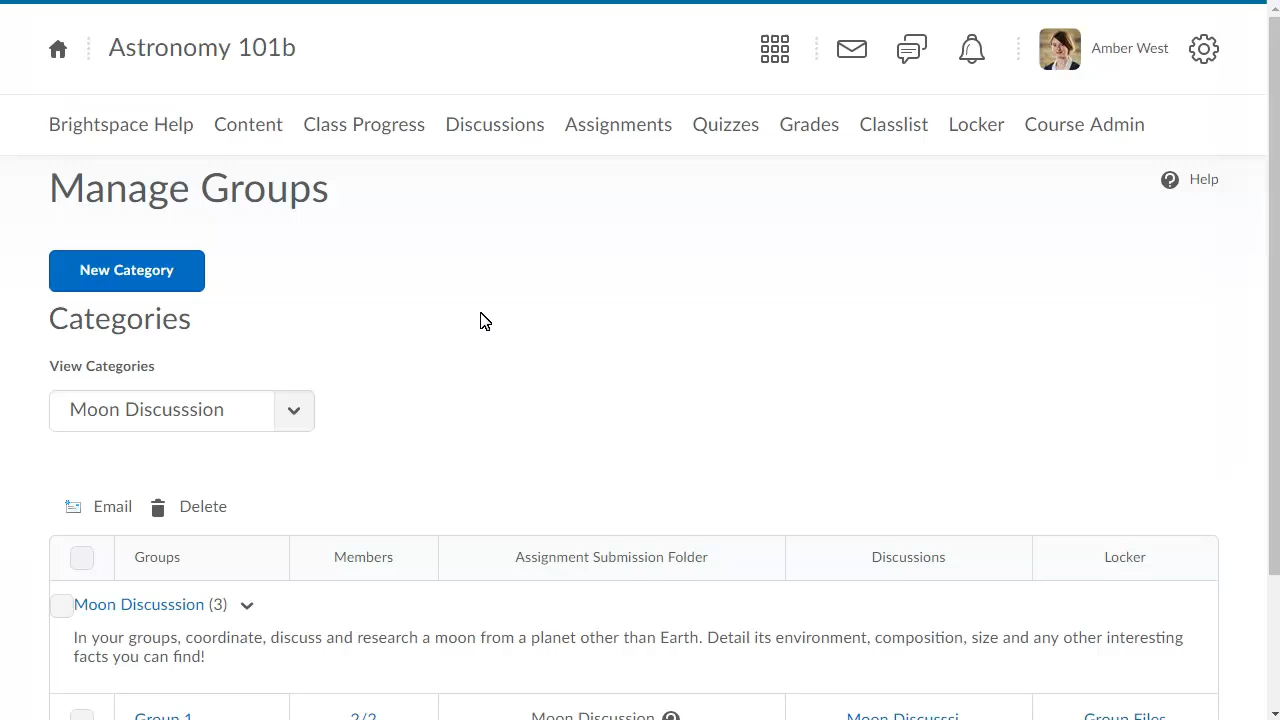 Astronomy 101b
Amber West
Brightspace Help Content Class Progress Discussions Assignments Quizzes Grades Classlist Locker Course Admin
Manage Groups
Help
New Category
Categories
View Categories
Moon Discusssion
Email Delete
Groups Members Assignment Submission Folder Discussions Locker
Moon Discusssion (3)
In your groups, coordinate, discuss and research a moon from a planet other than Earth. Detail its environment, composition, size and any other interesting
facts you can find!
Group 1 2/2 Moon Discussion Moon Discusssi Group Files